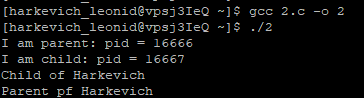 [harkevich_leonid@vpsj3IeQ ~]$ gcc 2.c -o 2
[harkevich_leonid@vpsj3IeQ ~]$ ./2
I am parent: pid = 16666
I am child: pid = 16667
Child of Harkevich
Parent pf Harkevich